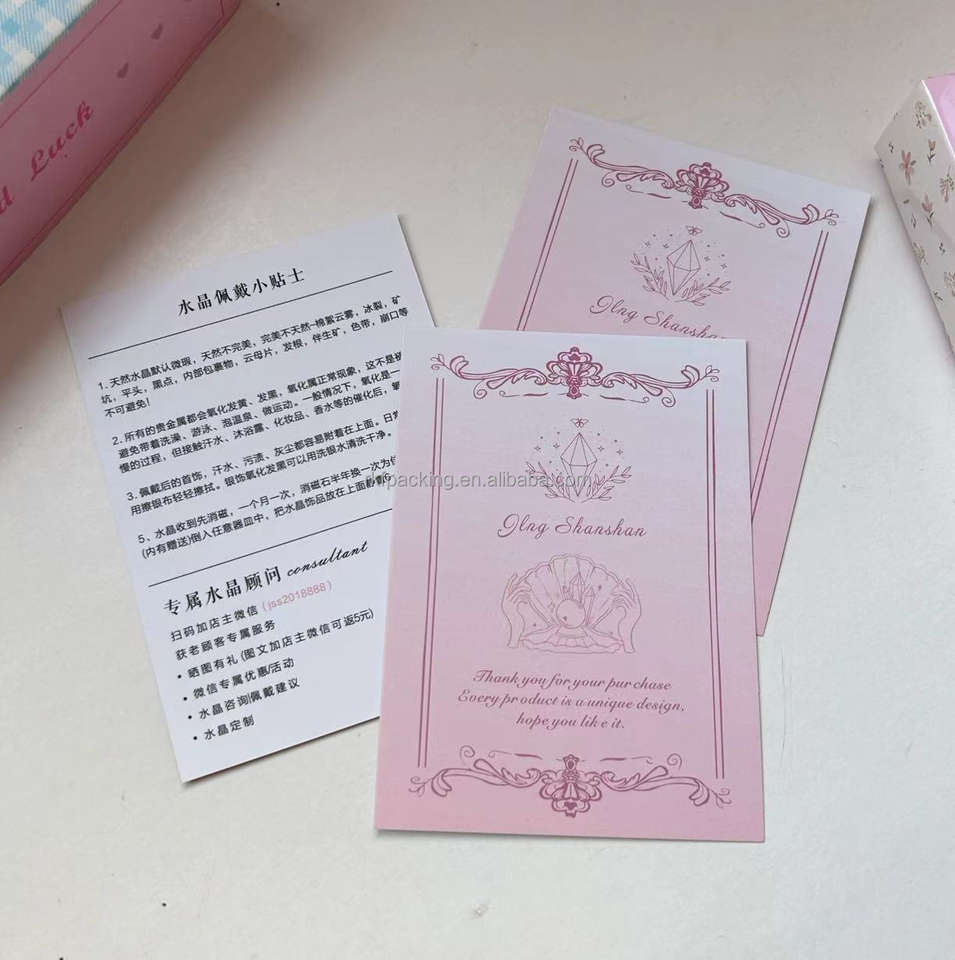 d Luck
水晶佩戴小贴士
1.天然水晶默认微瑕，天然不完美，完美不天然-棉絮云雾，冰裂，矿
坑，平头，黑点，内部包裹物，云母片，发根，伴生矿，色带，崩口等
不可避免！
2.所有的贵金属都会氧化发黄、发黑，氧化属正常现象，这不是
避免带着洗澡、游泳、泡温泉、微运动。一般情况下，氧化是一
慢的过程，但接触汗水、沐浴露、化妆品、香水等的催化后，
3.佩戴后的首饰，汗水、污渍、灰尘都容易附着在上面。日常
用擦银布轻轻擦拭。银饰氧化发黑可以用洗银水清洗干净。
5、水晶收到先消磁，一个月一次，消磁石半年换一次为
(内有赠送)倒入任意器皿中，把水晶饰品放在上面静
专属水晶顾问 consultant
扫码加店主微信 (jss2018888)
获老顾客专属服务
• 晒图有礼 (图文加店主微信可返5元)
• 微信专属优惠/活动
• 水晶咨询/佩戴建议
• 水晶定制
Jlng Shanshan
Jlng Shanshan
Thank you for your pur chase
Every product is a unique design,
hope you like it.
kfpacking.en.alibaba.com